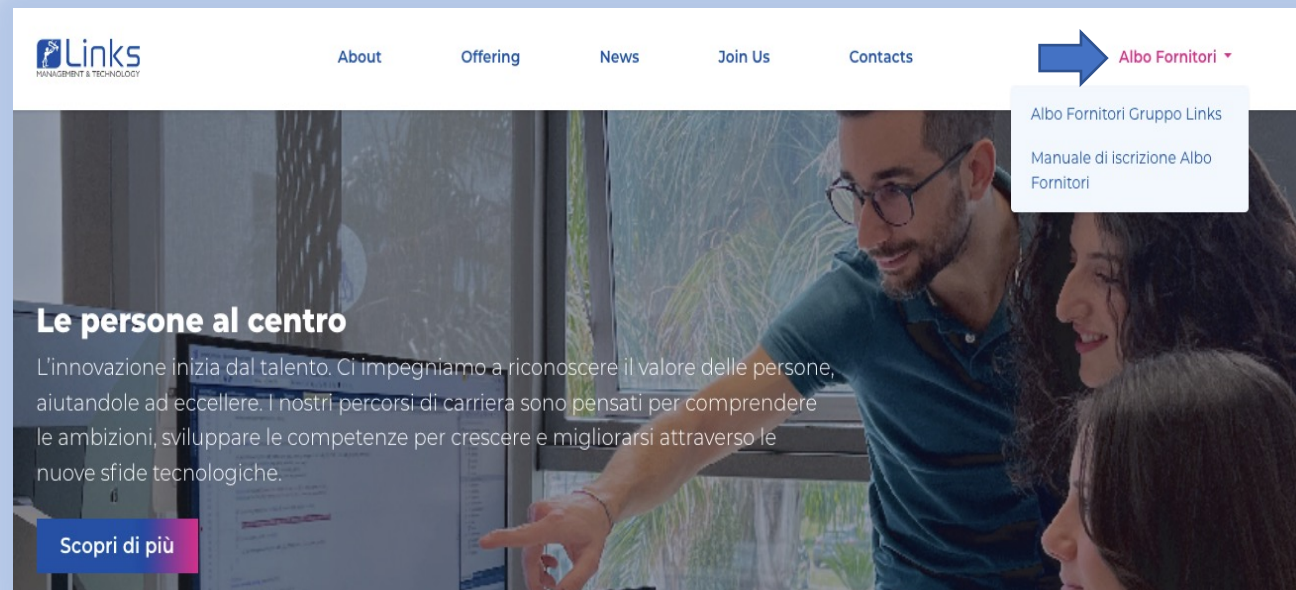 Links
MANAGEMENT & TECHNOLOGY
About
Offering
News
Join Us
Contacts
Albo Fornitori
Albo Fornitori Gruppo Links
Manuale di iscrizione Albo
Fornitori
Le persone al centro
L'innovazione inizia dal talento. Ci impegniamo a riconoscere il valore delle persone,
aiutandole ad eccellere. I nostri percorsi di carriera sono pensati per comprendere
le ambizioni, sviluppare le competenze per crescere e migliorarsi attraverso le
nuove sfide tecnologiche.
Scopri di più